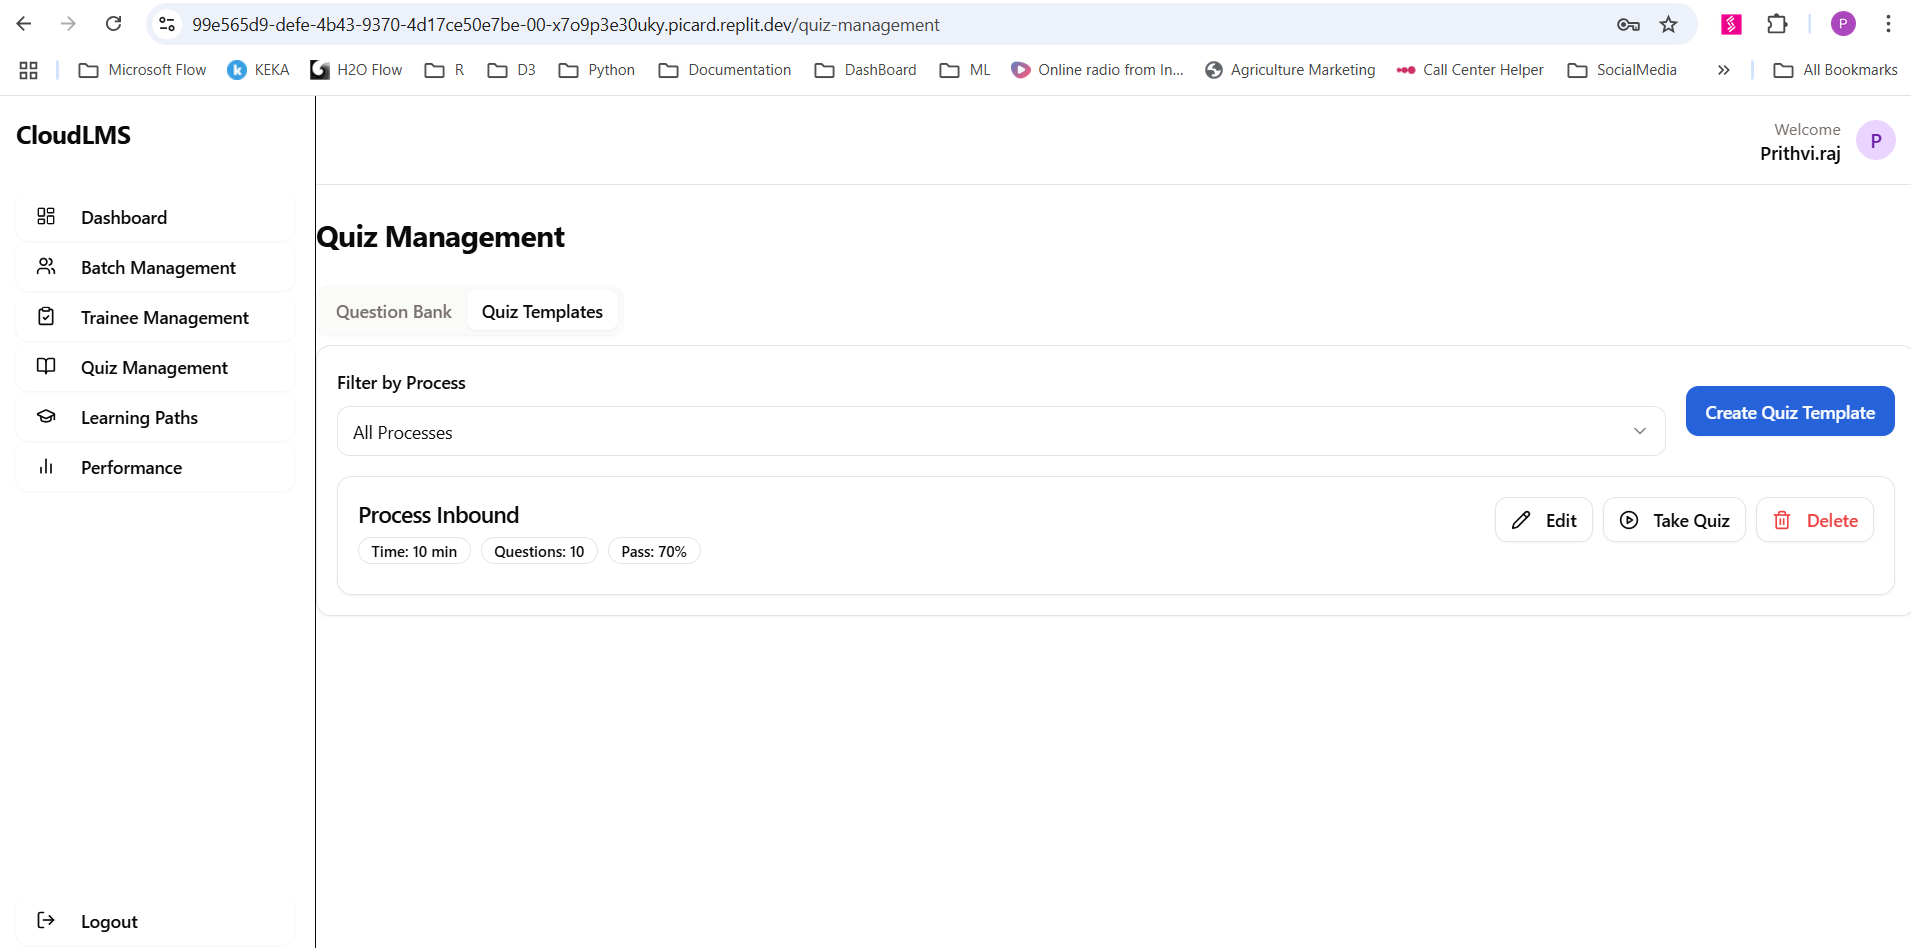 99e565d9-defe-4b43-9370-4d17ce50e7be-00-x7o9p3e30uky.picard.replit.dev/quiz-management
P
Microsoft Flow
KEKA
H2O Flow
R
D3
Python
Documentation
DashBoard
ML
Online radio from In...
Agriculture Marketing
Call Center Helper
SocialMedia
All Bookmarks
CloudLMS
Welcome
Prithvi.raj
P
Dashboard
Batch Management
Trainee Management
Quiz Management
Learning Paths
Performance
Logout
Quiz Management
Question Bank
Quiz Templates
Filter by Process
All Processes
Create Quiz Template
Process Inbound
Time: 10 min
Questions: 10
Pass: 70%
Edit
Take Quiz
Delete